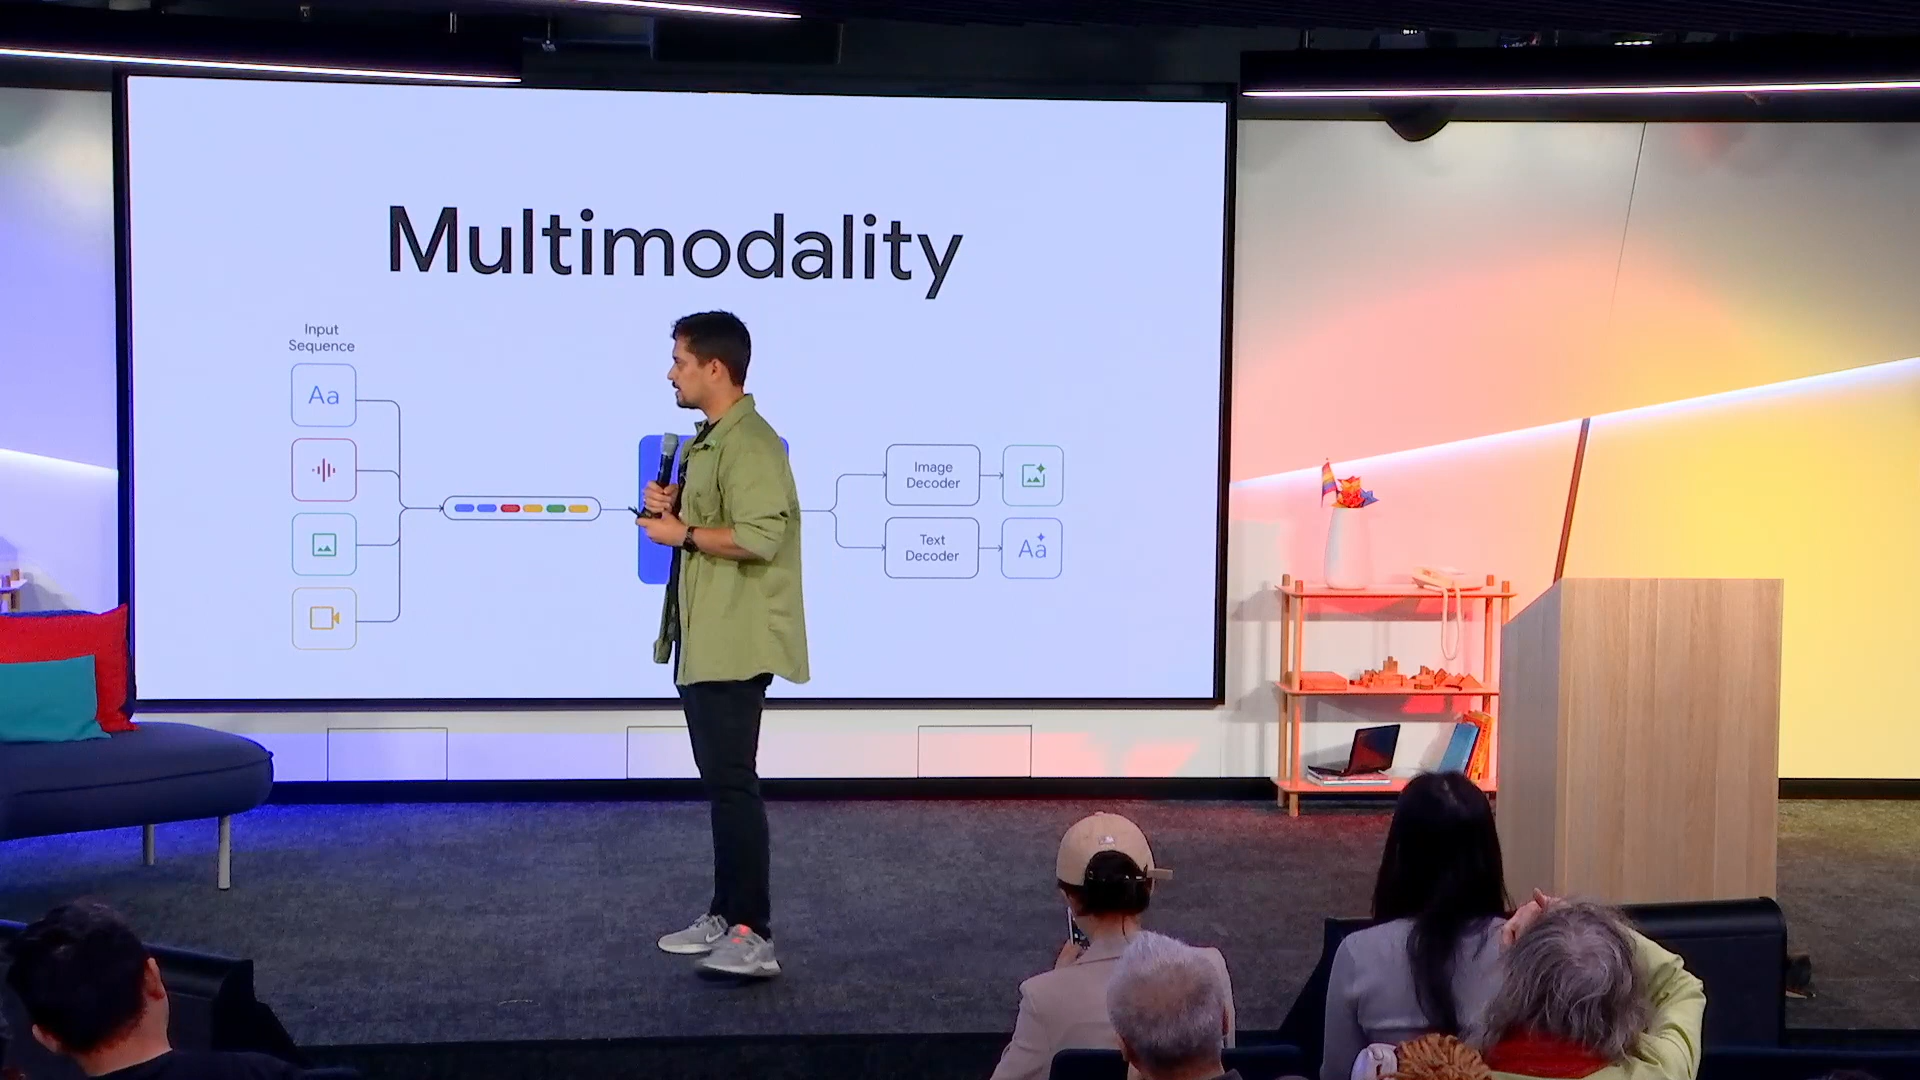 Multimodality
Input
Sequence
Aa
Image
Decoder
Text
Decoder
Aa